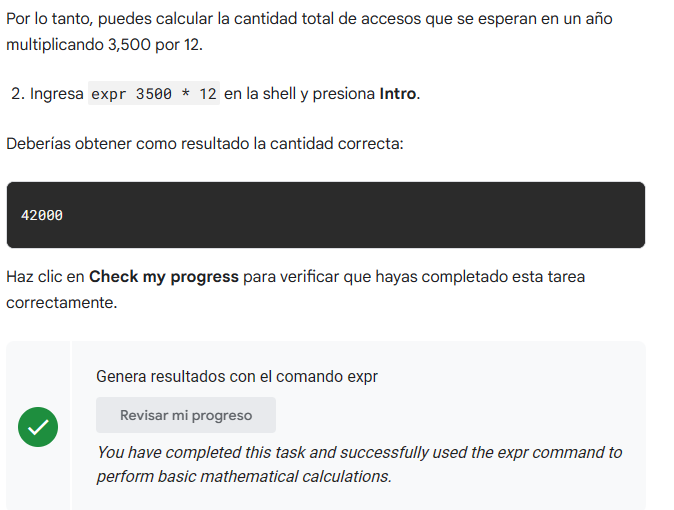 Por lo tanto, puedes calcular la cantidad total de accesos que se esperan en un año
multiplicando 3,500 por 12.
2. Ingresa expr 3500 * 12 en la shell y presiona Intro.
Deberías obtener como resultado la cantidad correcta:
42000
Haz clic en Check my progress para verificar que hayas completado esta tarea
correctamente.
Genera resultados con el comando expr
Revisar mi progreso
You have completed this task and successfully used the expr command to
perform basic mathematical calculations.